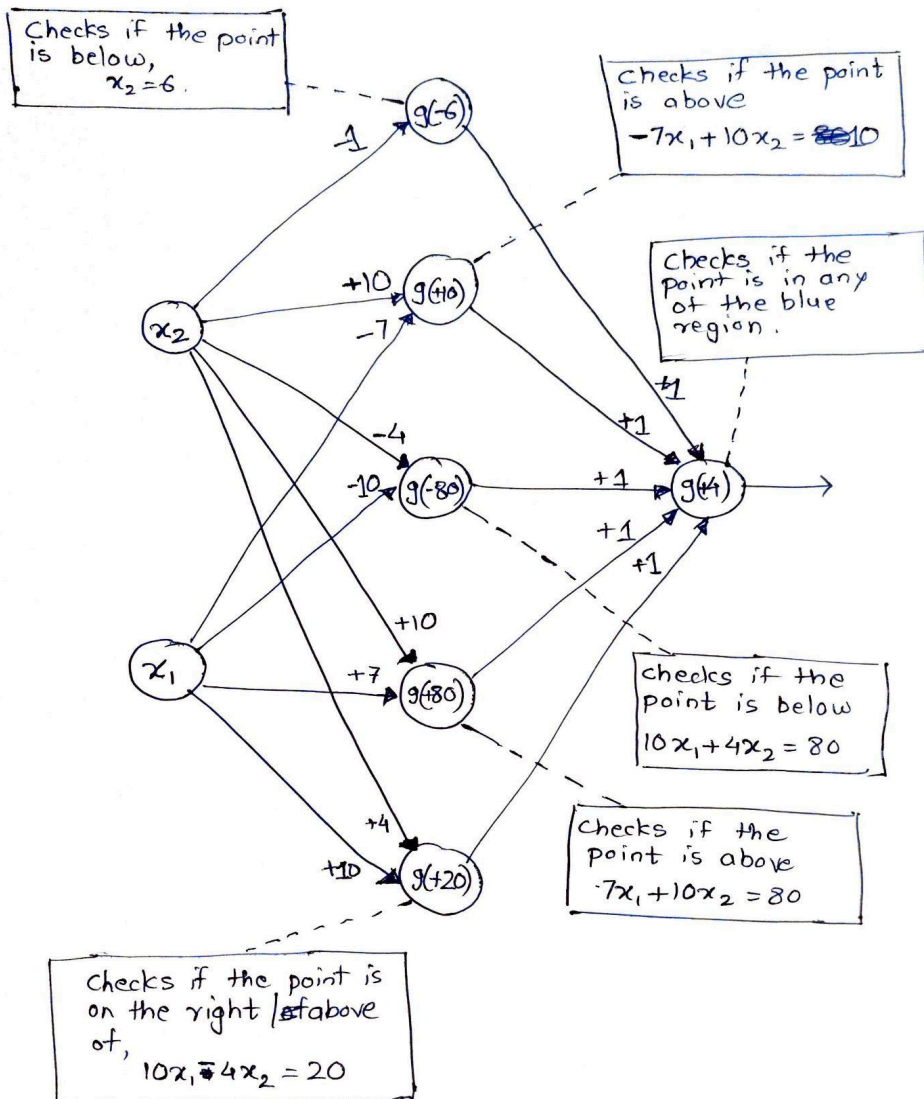 Checks if the point
is below,
x₂=6.
g(-6)
-1
Checks if the point
is above
-7x₁+10x₂=10
+10
g(+10)
-7
x₂
Checks if the
point is in any
of the blue
region.
+1
+1
-4
-10
g(-80)
+1
g(+4)
+1
+1
+10
x₁
+7
g(+80)
Checks if the
point is below
10x₁+4x₂=80
+4
+10
g(+20)
Checks if the
point is above
7x₁+10x₂=80
Checks if the point is
on the right / above
of,
10x₁ 4x₂=20